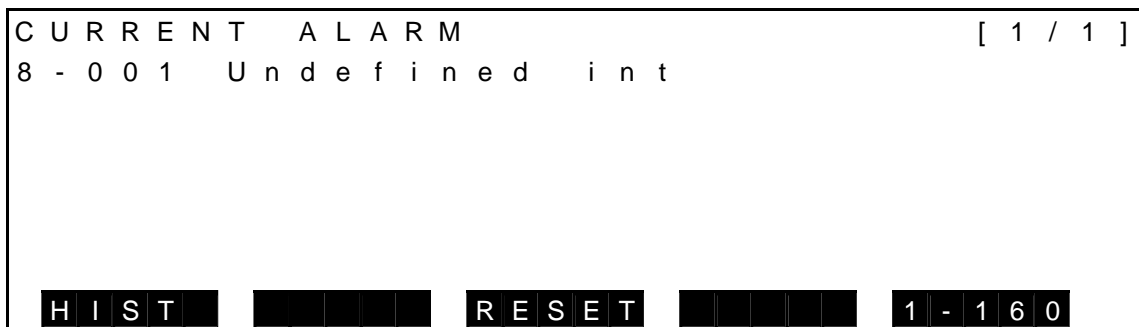 CURRENT ALARM [1/1]
8-001 Undefined int
HIST RESET 1-160